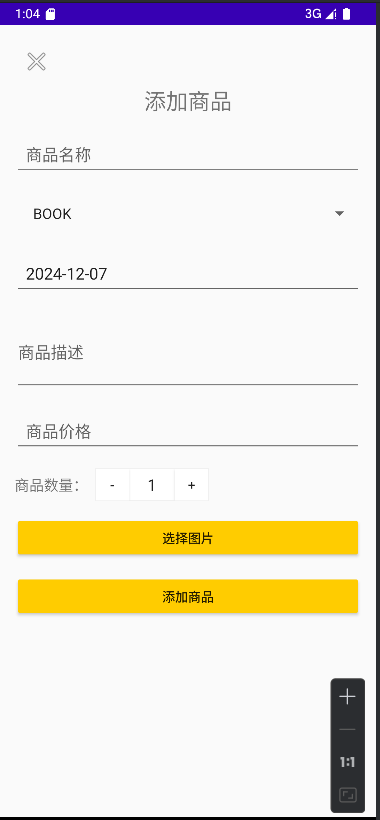 1:04 3G
添加商品
商品名称
BOOK
2024-12-07
商品描述
商品价格
商品数量： - 1 +
选择图片
添加商品
1:1